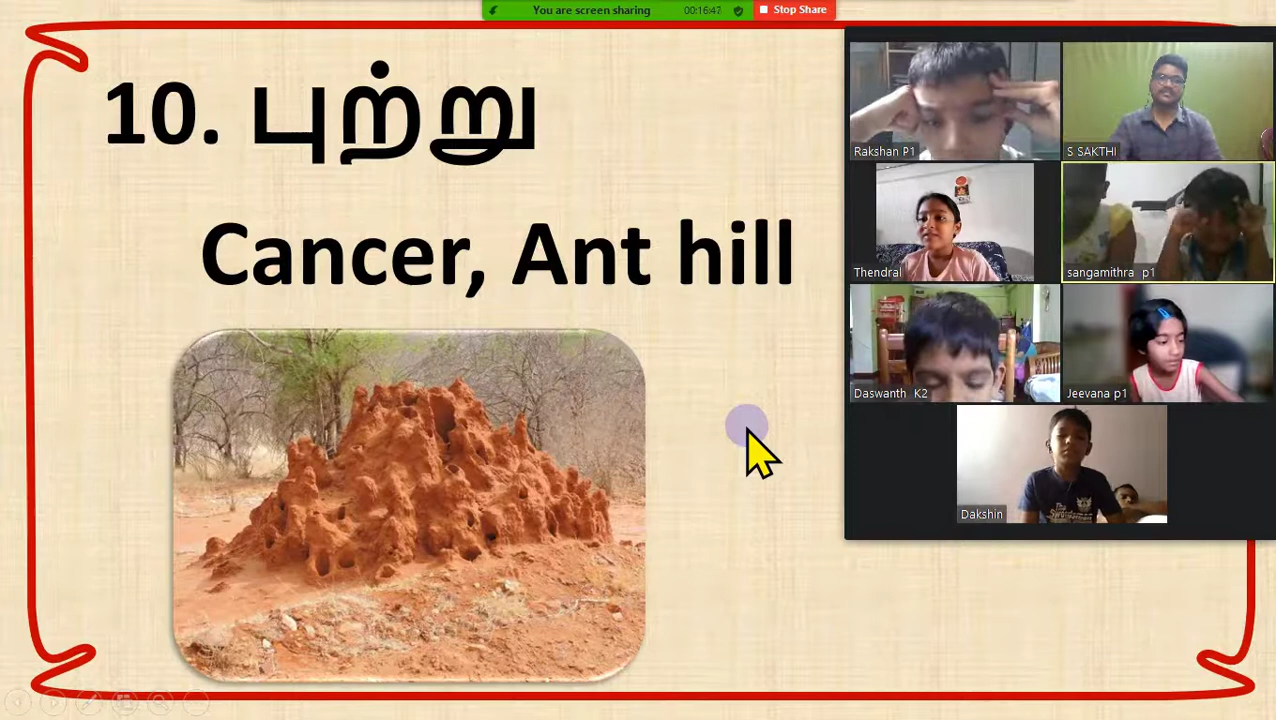 You are screen sharing 00:16:47 Stop Share
10. புற்று
Cancer, Ant hill
Rakshan P1
S SAKTHI
Thendral
sangamithra p1
Daswanth K2
Jeevana p1
Dakshin